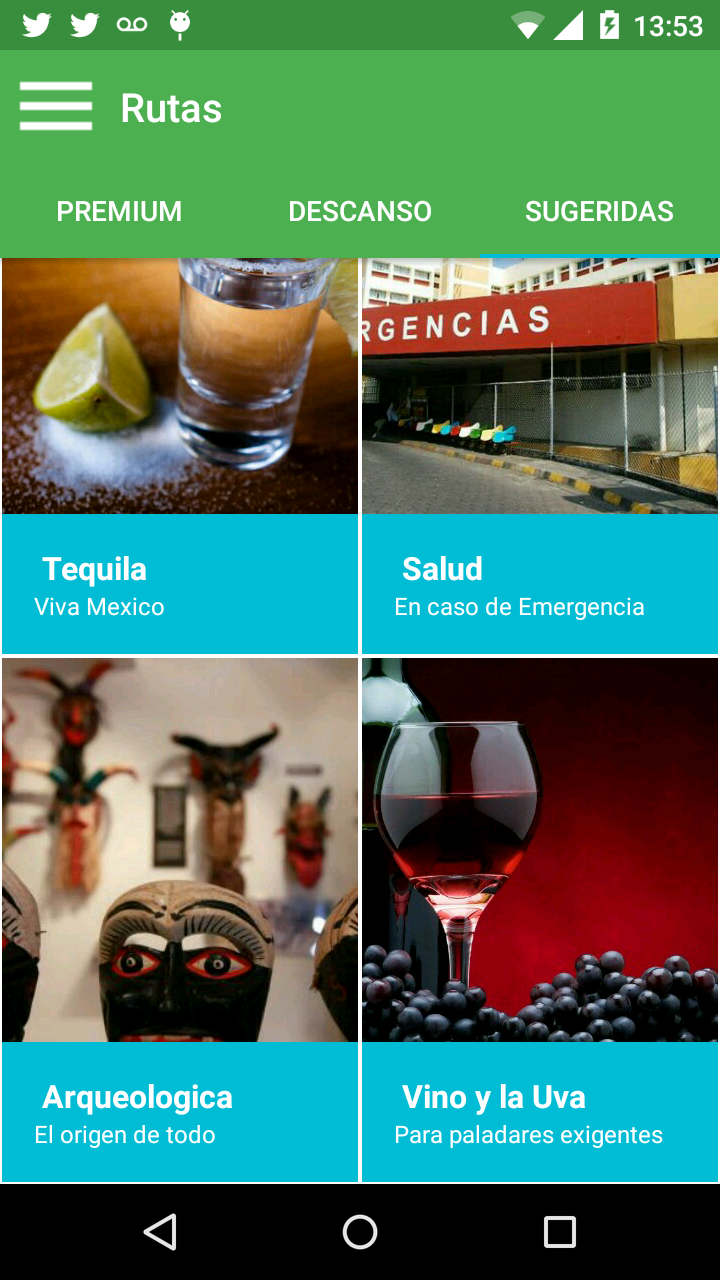 13:53
Rutas
PREMIUM
DESCANSO
SUGERIDAS
RGENCIAS
Tequila
Viva Mexico
Salud
En caso de Emergencia
Arqueologica
El origen de todo
Vino y la Uva
Para paladares exigentes